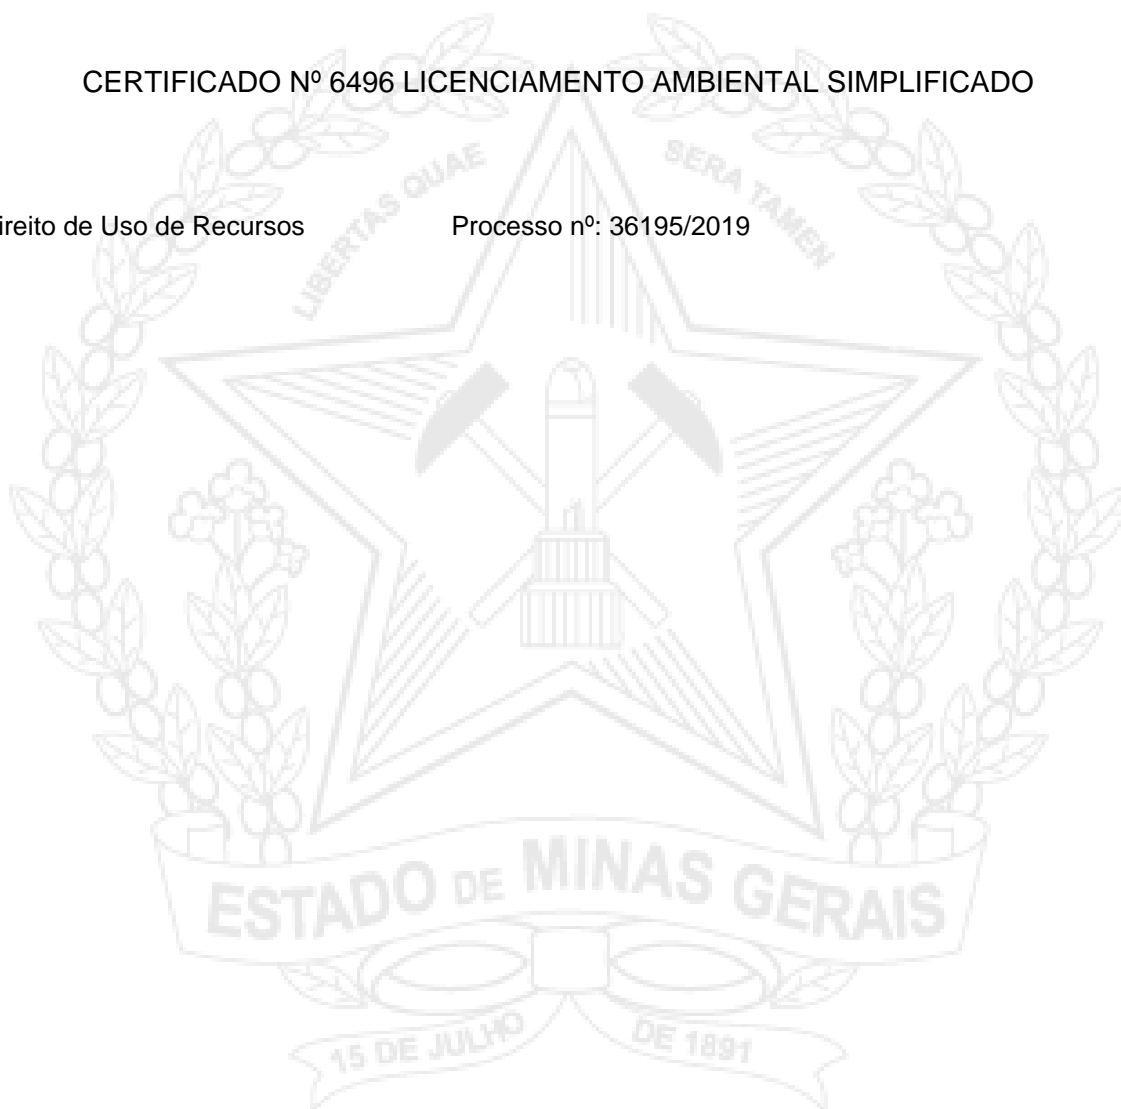 CERTIFICADO Nº 6496 LICENCIAMENTO AMBIENTAL SIMPLIFICADO
LIBERTAS QUAE SERA TAMEN
ireito de Uso de Recursos Processo nº: 36195/2019
ESTADO DE MINAS GERAIS
15 DE JULHO DE 1891